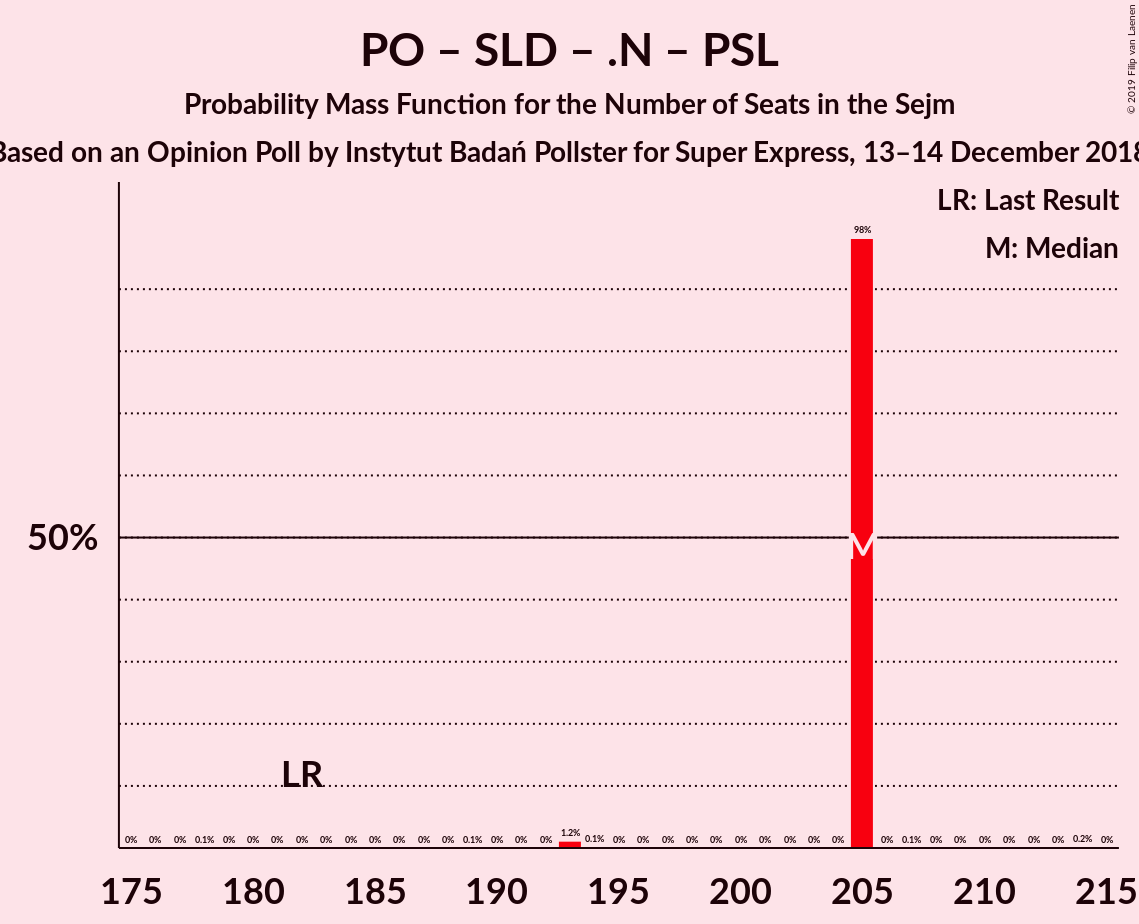 PO – SLD – .N – PSL
Probability Mass Function for the Number of Seats in the Sejm
Based on an Opinion Poll by Instytut Badań Pollster for Super Express, 13–14 December 2018
© 2019 Filip van Laenen
LR: Last Result
M: Median
98%
50%
M
LR
0% 0% 0% 0.1% 0% 0% 0% 0% 0% 0% 0% 0% 0% 0% 0.1% 0% 0% 0% 1.2% 0.1% 0% 0% 0% 0% 0% 0% 0% 0% 0% 0% 0% 0.1% 0% 0% 0% 0% 0% 0% 0.2% 0%
175 180 185 190 195 200 205 210 215